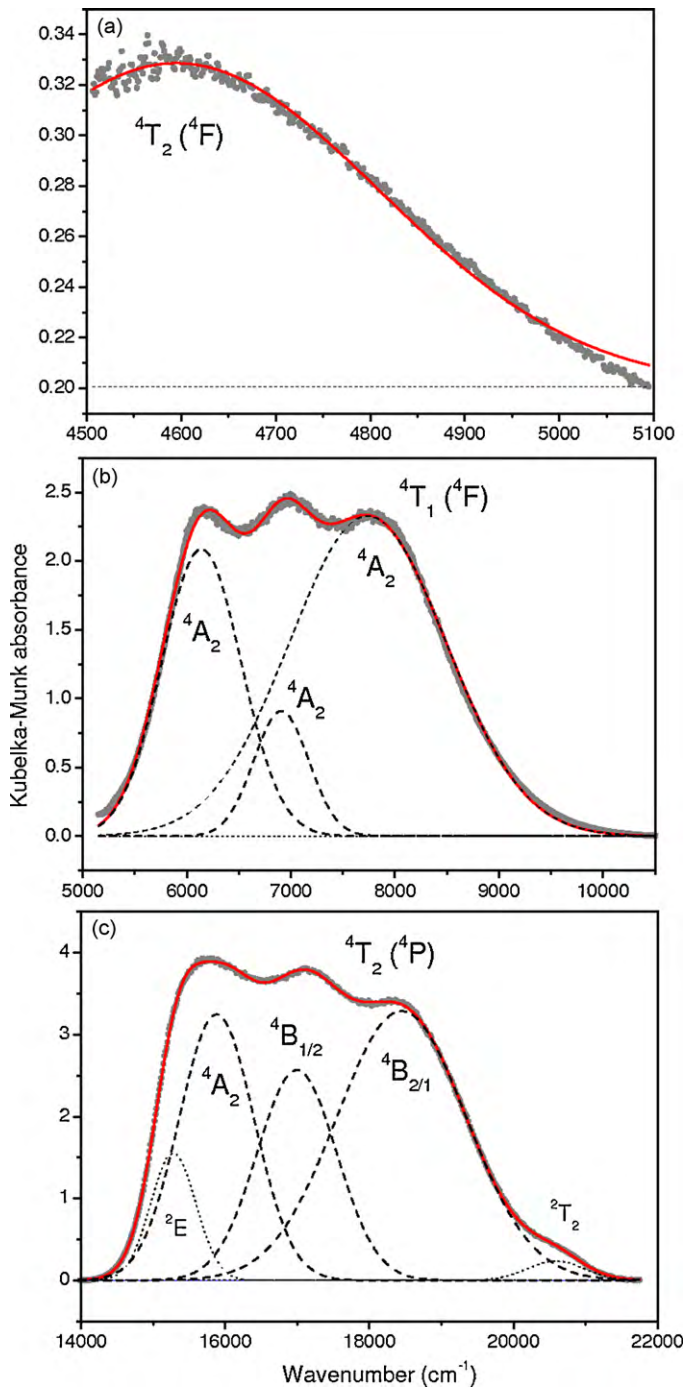 (a)
0.34
0.32
0.30
0.28
0.26
0.24
0.22
0.20
⁴T₂ (⁴F)
4500 4600 4700 4800 4900 5000 5100
Kubelka-Munk absorbance
(b)
2.5
2.0
1.5
1.0
0.5
0.0
⁴T₁ (⁴F)
⁴A₂
⁴A₂
⁴A₂
5000 6000 7000 8000 9000 10000
(c)
4
3
2
1
0
⁴T₂ (⁴P)
⁴B₁/₂
⁴A₂
⁴B₂/₁
²E
²T₂
14000 16000 18000 20000 22000
Wavenumber (cm⁻¹)